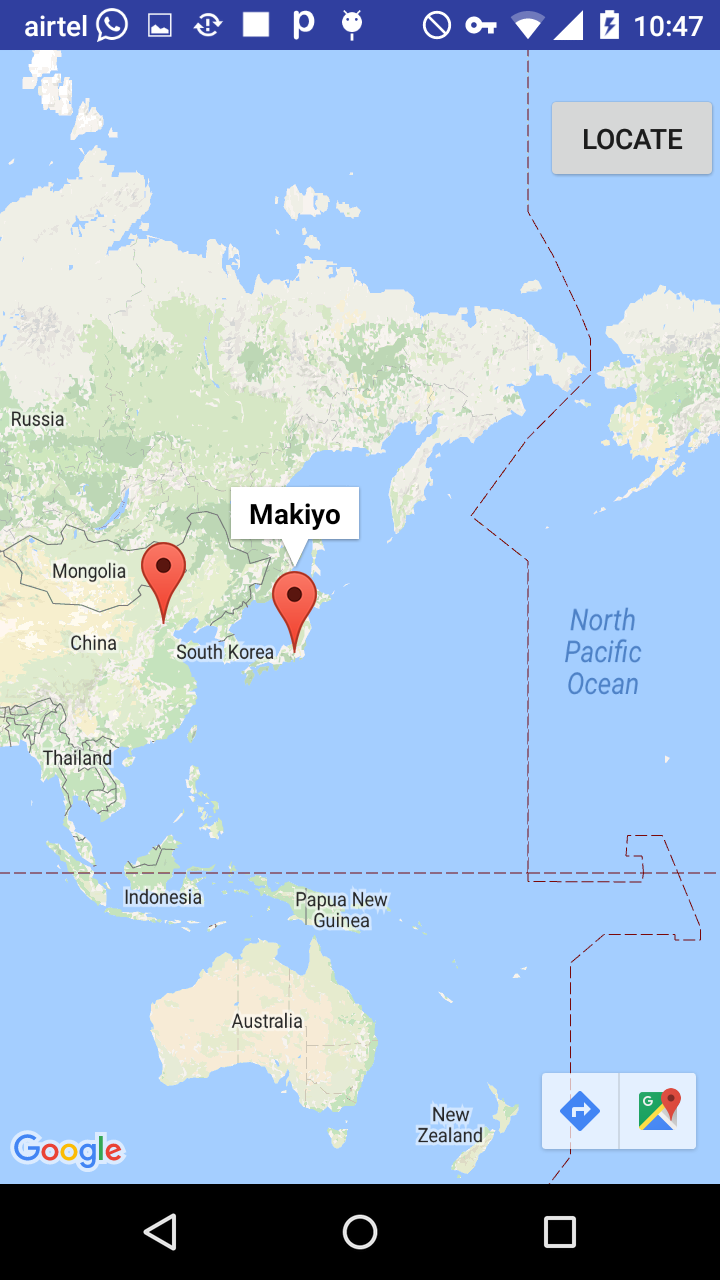 airtel 10:47
LOCATE
Russia
Makiyo
Mongolia
China
South Korea
North
Pacific
Ocean
Thailand
Indonesia
Papua New
Guinea
Australia
New
Zealand
G
Google